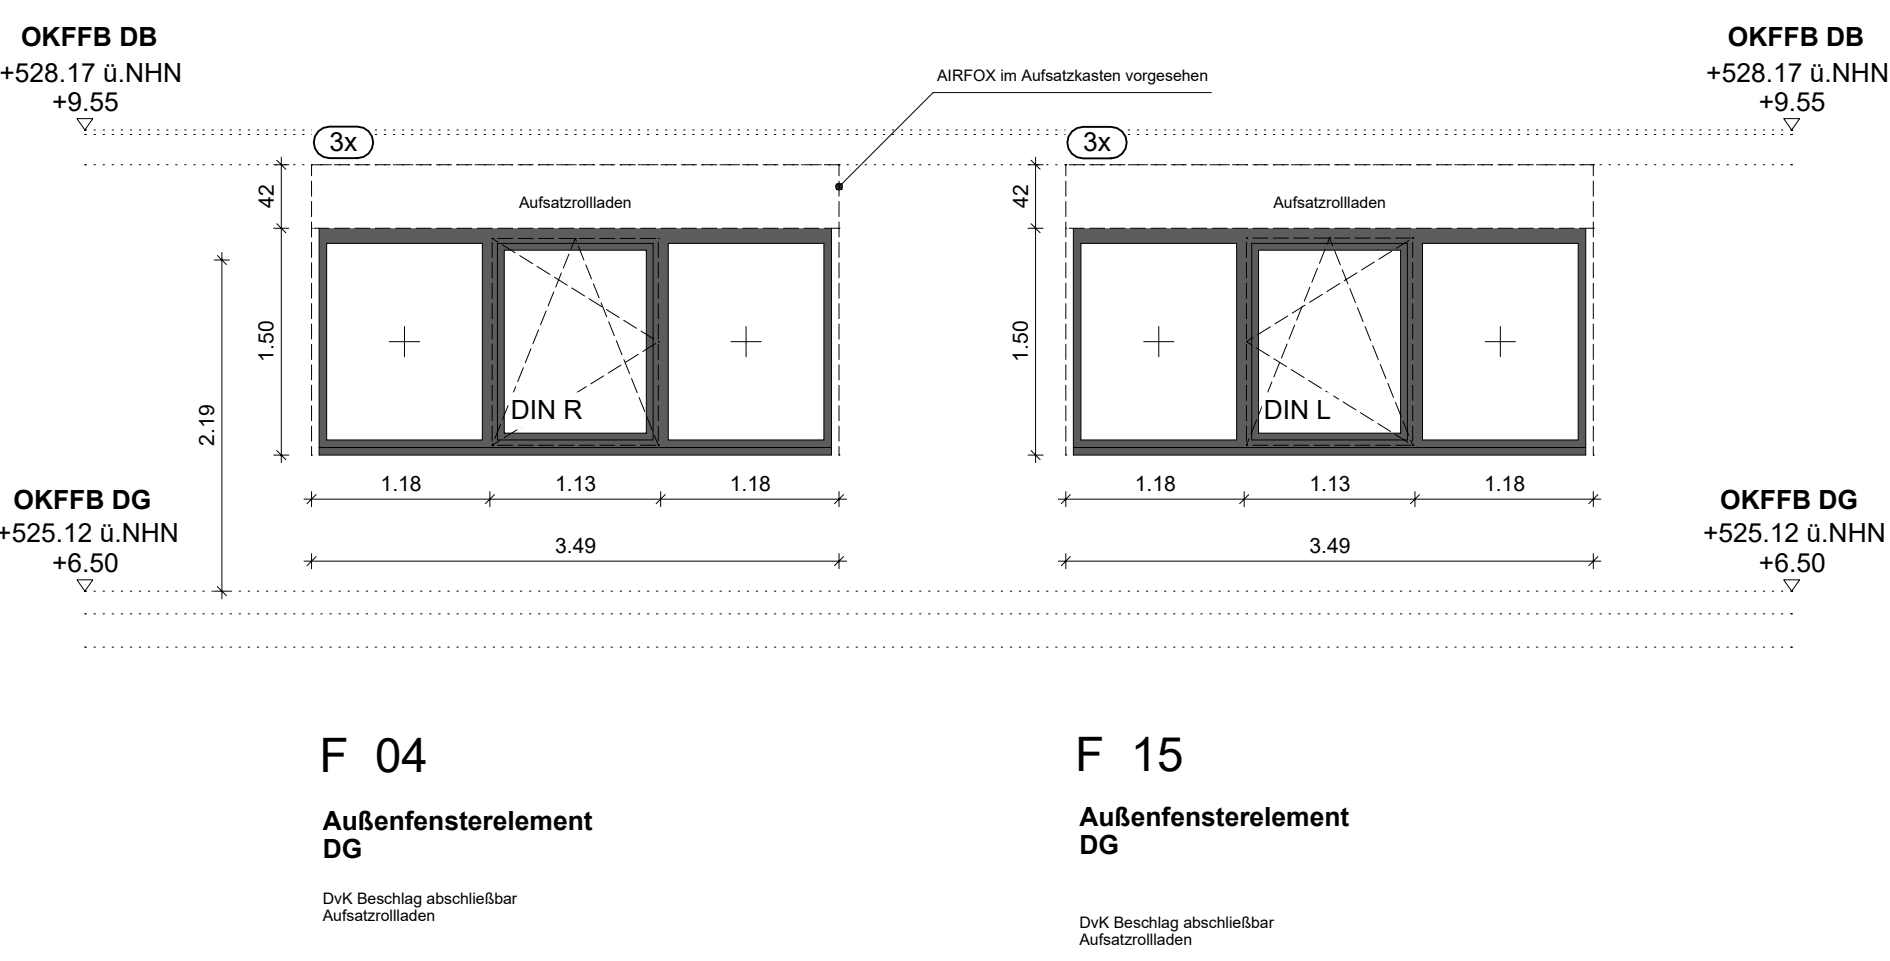 OKFFB DB
+528.17 ü.NHN
+9.55
OKFFB DB
+528.17 ü.NHN
+9.55
AIRFOX im Aufsatzkasten vorgesehen
3x
3x
42
Aufsatzrollladen
42
Aufsatzrollladen
1.50
2.19
1.50
DIN R
DIN L
1.18
1.13
1.18
1.18
1.13
1.18
3.49
3.49
OKFFB DG
+525.12 ü.NHN
+6.50
OKFFB DG
+525.12 ü.NHN
+6.50
F 04
Außenfensterelement
DG
DvK Beschlag abschließbar
Aufsatzrollladen
F 15
Außenfensterelement
DG
DvK Beschlag abschließbar
Aufsatzrollladen